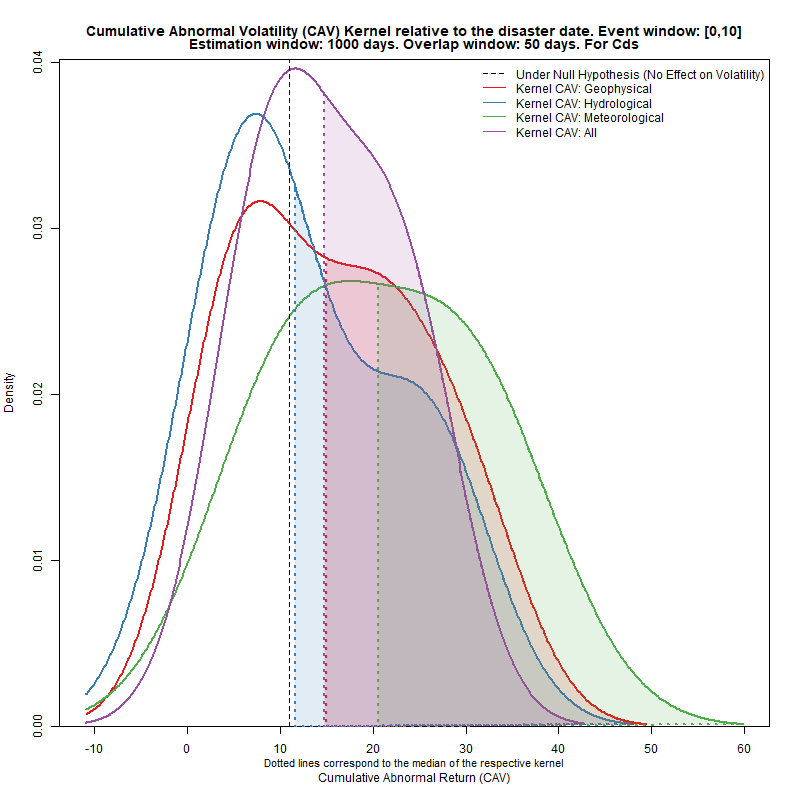 Cumulative Abnormal Volatility (CAV) Kernel relative to the disaster date. Event window: [0,10]
Estimation window: 1000 days. Overlap window: 50 days. For Cds
Under Null Hypothesis (No Effect on Volatility)
Kernel CAV: Geophysical
Kernel CAV: Hydrological
Kernel CAV: Meteorological
Kernel CAV: All
0.04
0.03
0.02
0.01
0.00
Density
-10 0 10 20 30 40 50 60
Dotted lines correspond to the median of the respective kernel
Cumulative Abnormal Return (CAV)